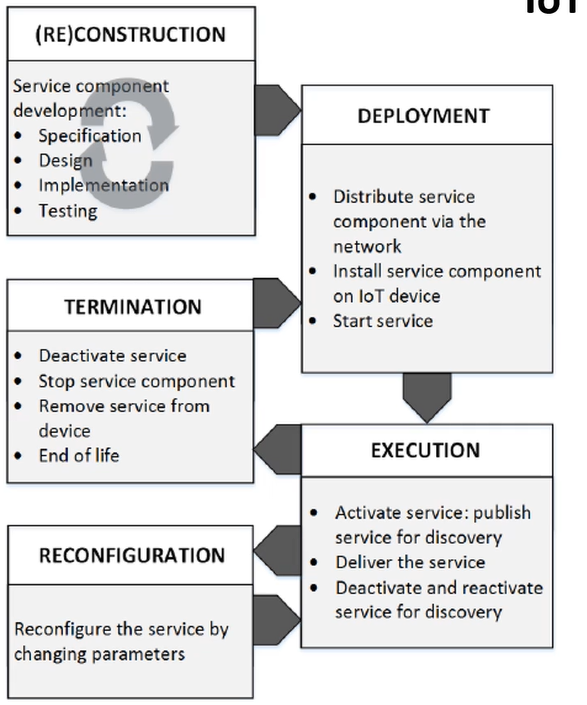 IoT
(RE)CONSTRUCTION
Service component
development:
• Specification
• Design
• Implementation
• Testing
DEPLOYMENT
• Distribute service
component via the
network
• Install service component
on IoT device
• Start service
TERMINATION
• Deactivate service
• Stop service component
• Remove service from
device
• End of life
EXECUTION
• Activate service: publish
service for discovery
• Deliver the service
• Deactivate and reactivate
service for discovery
RECONFIGURATION
Reconfigure the service by
changing parameters